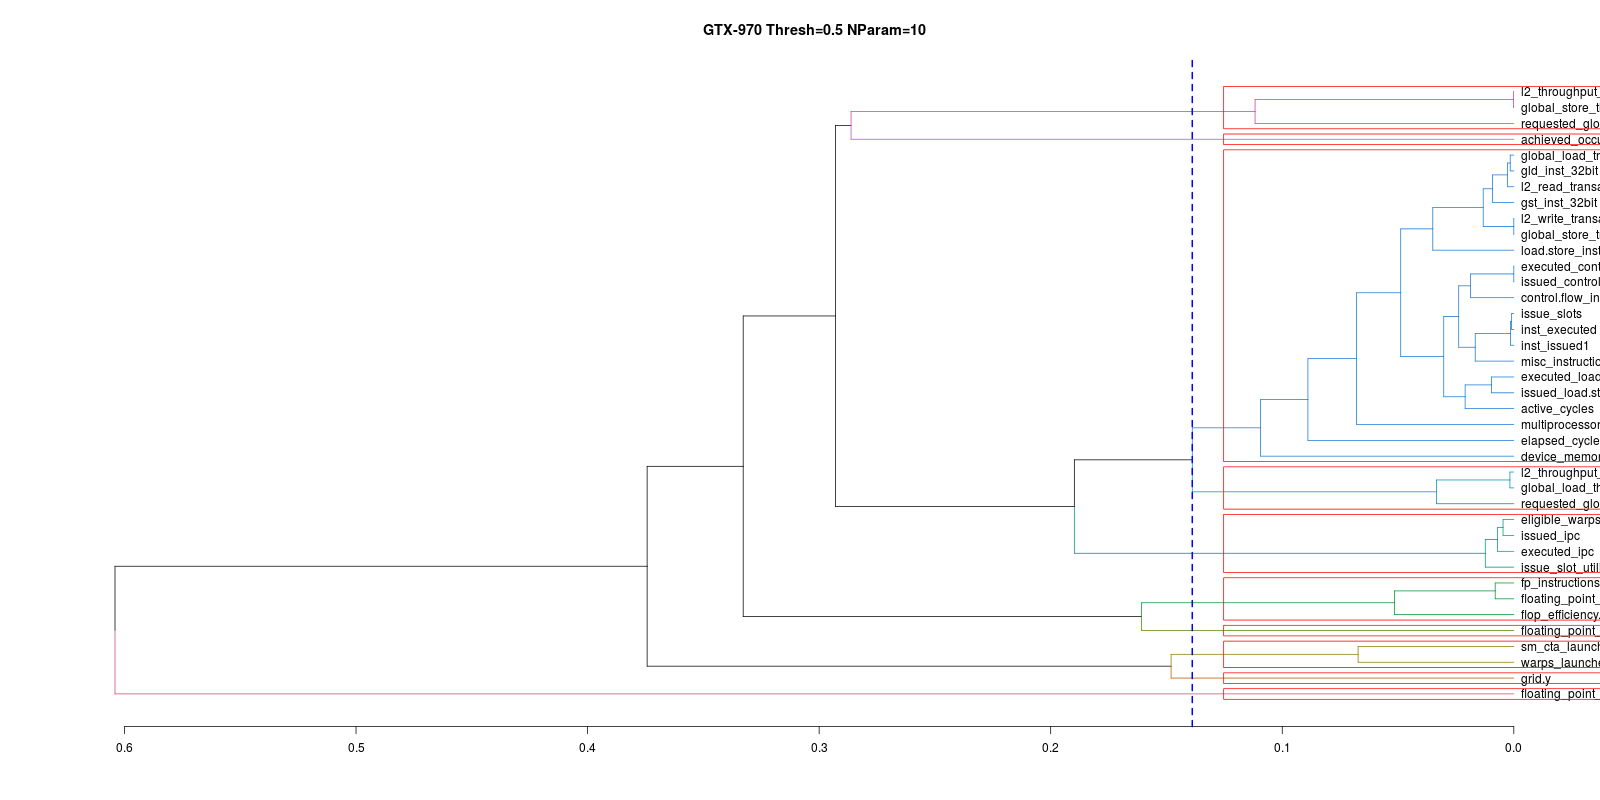 GTX-970 Thresh=0.5 NParam=10
l2_throughput_
global_store_t
requested_glo
achieved_occu
global_load_tr
gld_inst_32bit
l2_read_transa
gst_inst_32bit
l2_write_transa
global_store_t
load.store_inst
executed_cont
issued_control
control.flow_in
issue_slots
inst_executed
inst_issued1
misc_instructio
executed_load
issued_load.st
active_cycles
multiprocessor
elapsed_cycle
device_memor
l2_throughput_
global_load_th
requested_glo
eligible_warps
issued_ipc
executed_ipc
issue_slot_util
fp_instructions
floating_point_
flop_efficiency
floating_point_
sm_cta_launch
warps_launche
grid.y
floating_point_
0.6 0.5 0.4 0.3 0.2 0.1 0.0